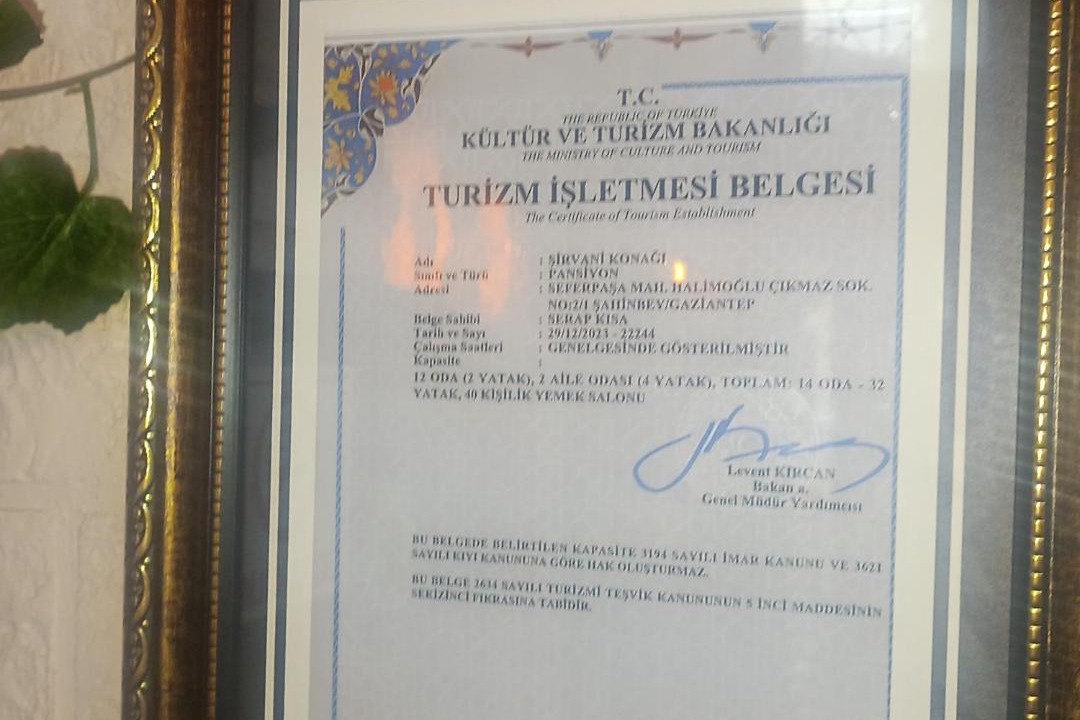 T.C.
THE REPUBLIC OF TÜRKİYE
KÜLTÜR VE TURİZM BAKANLIĞI
THE MINISTRY OF CULTURE AND TOURISM
TURİZM İŞLETMESİ BELGESİ
The Certificate of Tourism Establishment
Adı : ŞİRVANİ KONAĞI
Sınıfı ve Türü : PANSİYON
Adresi : SEFERPAŞA MAH. HALİMOĞLU ÇIKMAZ SOK.
NO:2/1 ŞAHİNBEY/GAZİANTEP
Belge Sahibi : SERAP KISA
Tarih ve Sayı : 29/12/2023 - 22244
Çalışma Saatleri : GENELGESİNDE GÖSTERİLMİŞTİR
Kapasite :
12 ODA (2 YATAK), 2 AİLE ODASI (4 YATAK), TOPLAM: 14 ODA - 32
YATAK, 40 KİŞİLİK YEMEK SALONU
Levent KIRCAN
Bakan a.
Genel Müdür Yardımcısı
BU BELGEDE BELİRTİLEN KAPASİTE 3194 SAYILI İMAR KANUNU VE 3621
SAYILI KIYI KANUNUNA GÖRE HAK OLUŞTURMAZ.
BU BELGE 2634 SAYILI TURİZMİ TEŞVİK KANUNUNUN 5 İNCİ MADDESİNİN
SEKİZİNCİ FIKRASINA TABİDİR.